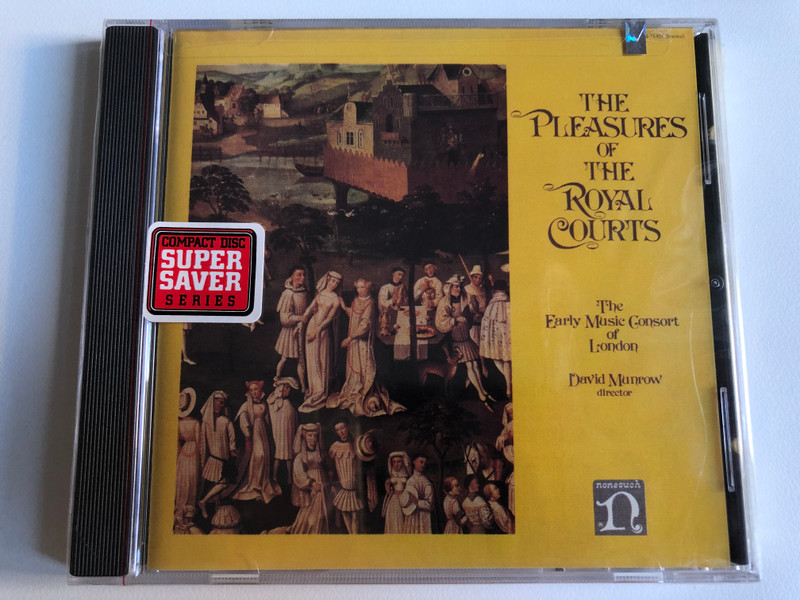 THE
PLEASURES
OF
THE
ROYAL
COURTS
COMPACT DISC
SUPER
SAVER
SERIES
The
Early Music Consort
of
London
David Munrow
director
nonesuch
n